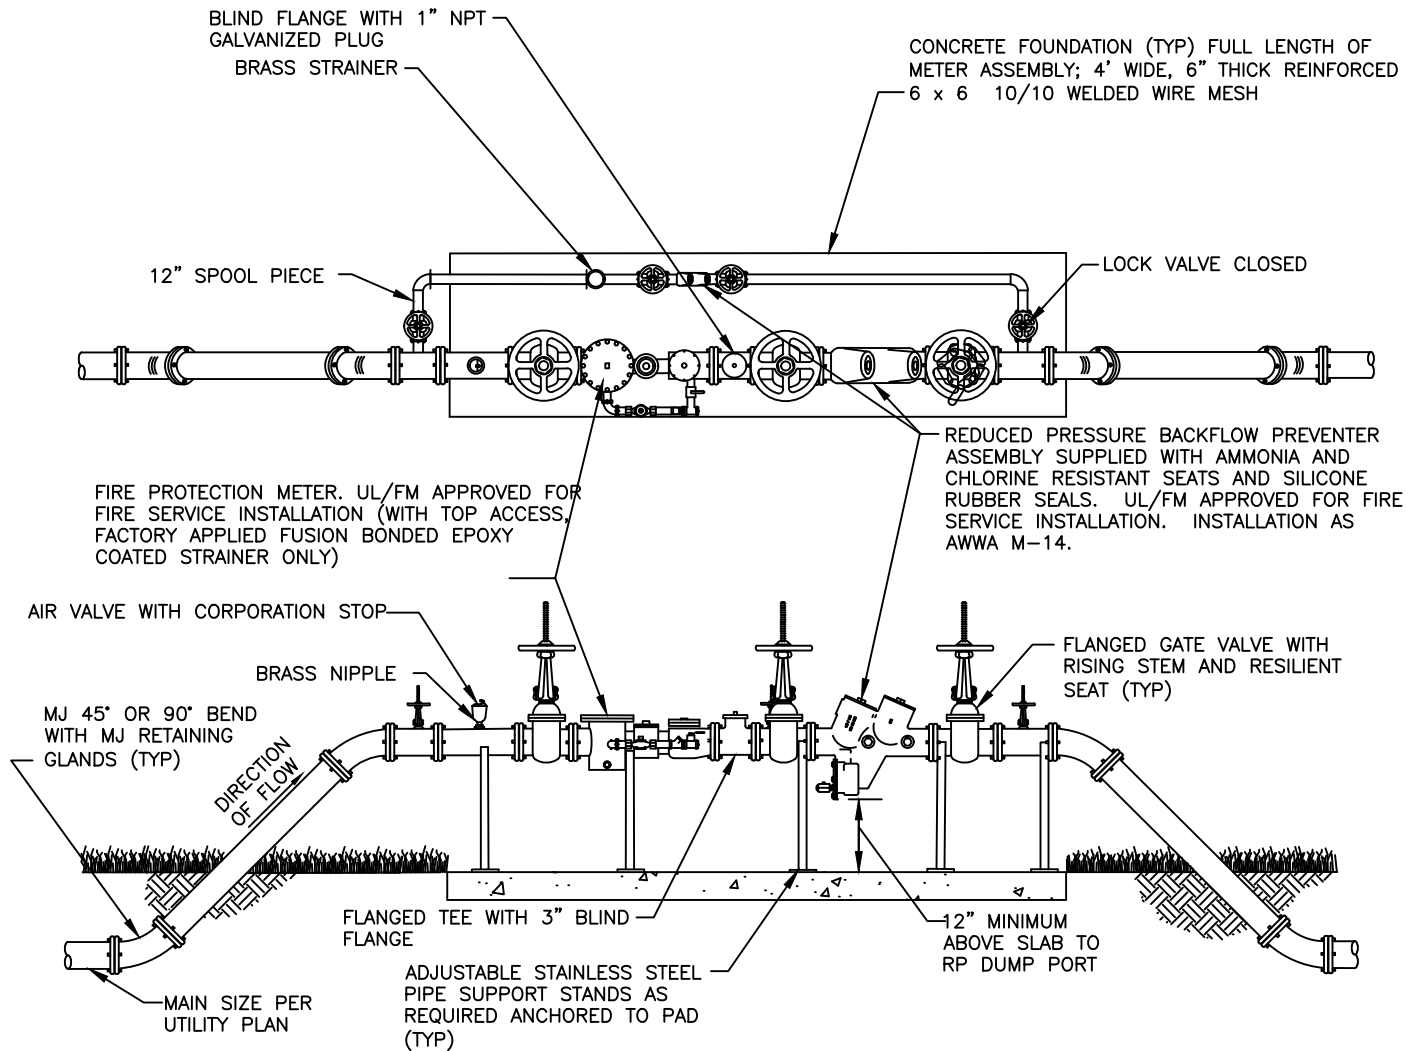 BLIND FLANGE WITH 1" NPT
GALVANIZED PLUG
BRASS STRAINER
CONCRETE FOUNDATION (TYP) FULL LENGTH OF
METER ASSEMBLY; 4' WIDE, 6" THICK REINFORCED
6 x 6 10/10 WELDED WIRE MESH
12" SPOOL PIECE
LOCK VALVE CLOSED
REDUCED PRESSURE BACKFLOW PREVENTER
ASSEMBLY SUPPLIED WITH AMMONIA AND
CHLORINE RESISTANT SEATS AND SILICONE
RUBBER SEALS. UL/FM APPROVED FOR FIRE
SERVICE INSTALLATION. INSTALLATION AS
AWWA M-14.
FIRE PROTECTION METER. UL/FM APPROVED FOR
FIRE SERVICE INSTALLATION (WITH TOP ACCESS,
FACTORY APPLIED FUSION BONDED EPOXY
COATED STRAINER ONLY)
AIR VALVE WITH CORPORATION STOP
BRASS NIPPLE
FLANGED GATE VALVE WITH
RISING STEM AND RESILIENT
SEAT (TYP)
MJ 45° OR 90° BEND
WITH MJ RETAINING
GLANDS (TYP)
DIRECTION
OF FLOW
FLANGED TEE WITH 3" BLIND
FLANGE
12" MINIMUM
ABOVE SLAB TO
RP DUMP PORT
ADJUSTABLE STAINLESS STEEL
PIPE SUPPORT STANDS AS
REQUIRED ANCHORED TO PAD
(TYP)
MAIN SIZE PER
UTILITY PLAN